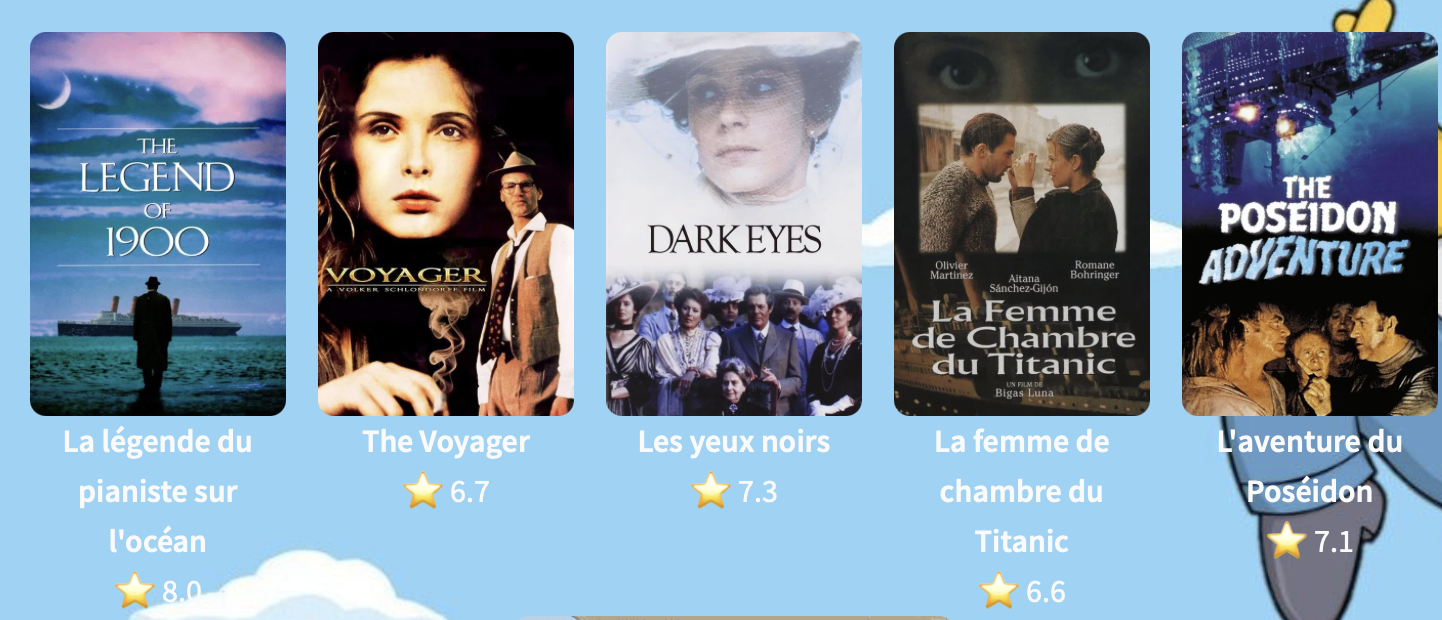 THE
LEGEND
OF
1900
VOYAGER
A VOLKER SCHLONDORFF FILM
DARK EYES
Olivier
Martinez
Aitana
Sánchez-Gijón
Romane
Bohringer
La Femme
de Chambre
du Titanic
UN FILM DE
Bigas Luna
THE
POSEIDON
ADVENTURE
La légende du
pianiste sur
l'océan
8.0
The Voyager
6.7
Les yeux noirs
7.3
La femme de
chambre du
Titanic
6.6
L'aventure du
Poséidon
7.1